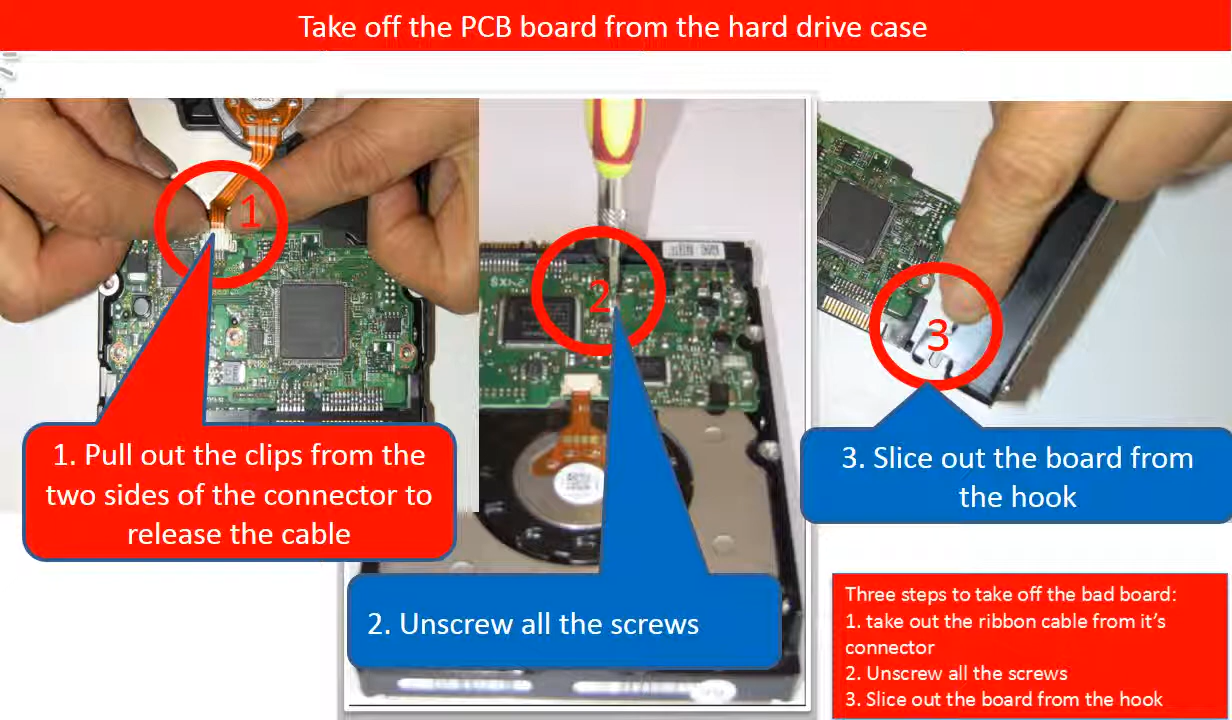 Take off the PCB board from the hard drive case
1
2
3
1. Pull out the clips from the
two sides of the connector to
release the cable
2. Unscrew all the screws
3. Slice out the board from
the hook
Three steps to take off the bad board:
1. take out the ribbon cable from it’s
connector
2. Unscrew all the screws
3. Slice out the board from the hook